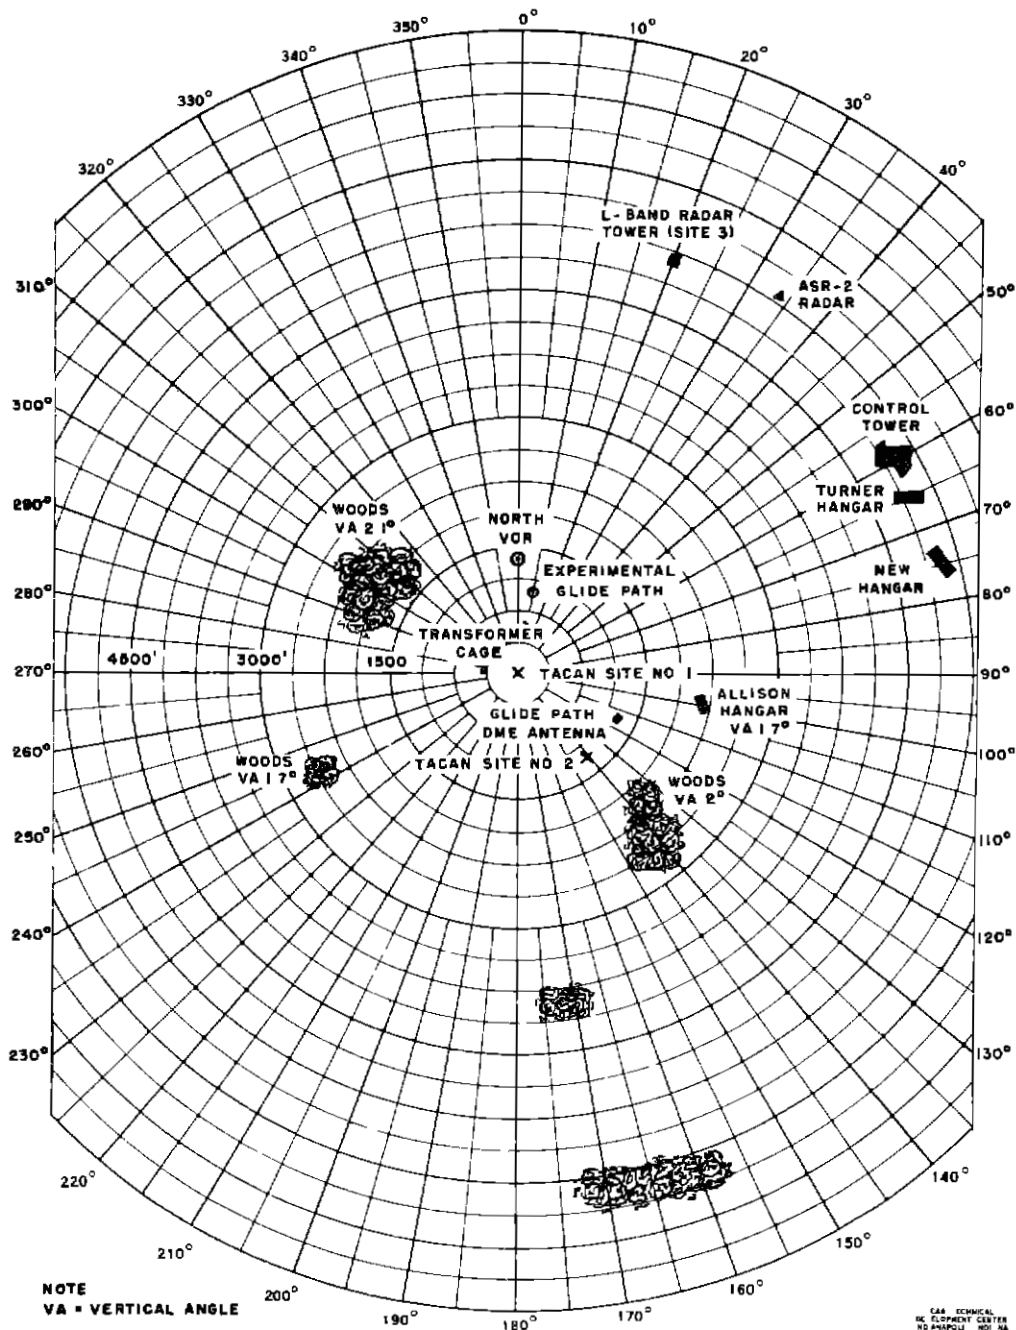 0°
350°
10°
340°
20°
330°
30°
320°
40°
L-BAND RADAR
TOWER (SITE 3)
310°
ASR-2
RADAR
50°
300°
CONTROL
TOWER
60°
290°
WOODS
VA 2 1°
NORTH
VOR
TURNER
HANGAR
70°
EXPERIMENTAL
GLIDE PATH
NEW
HANGAR
280°
80°
TRANSFORMER
CAGE
4500'
3000'
1500
270°
TACAN SITE NO 1
90°
ALLISON
HANGAR
VA 1 7°
GLIDE PATH
DME ANTENNA
260°
WOODS
VA 1 7°
TACAN SITE NO 2
WOODS
VA 2°
100°
250°
110°
240°
120°
230°
130°
220°
140°
210°
150°
200°
160°
190°
170°
180°
NOTE
VA = VERTICAL ANGLE
CENTER